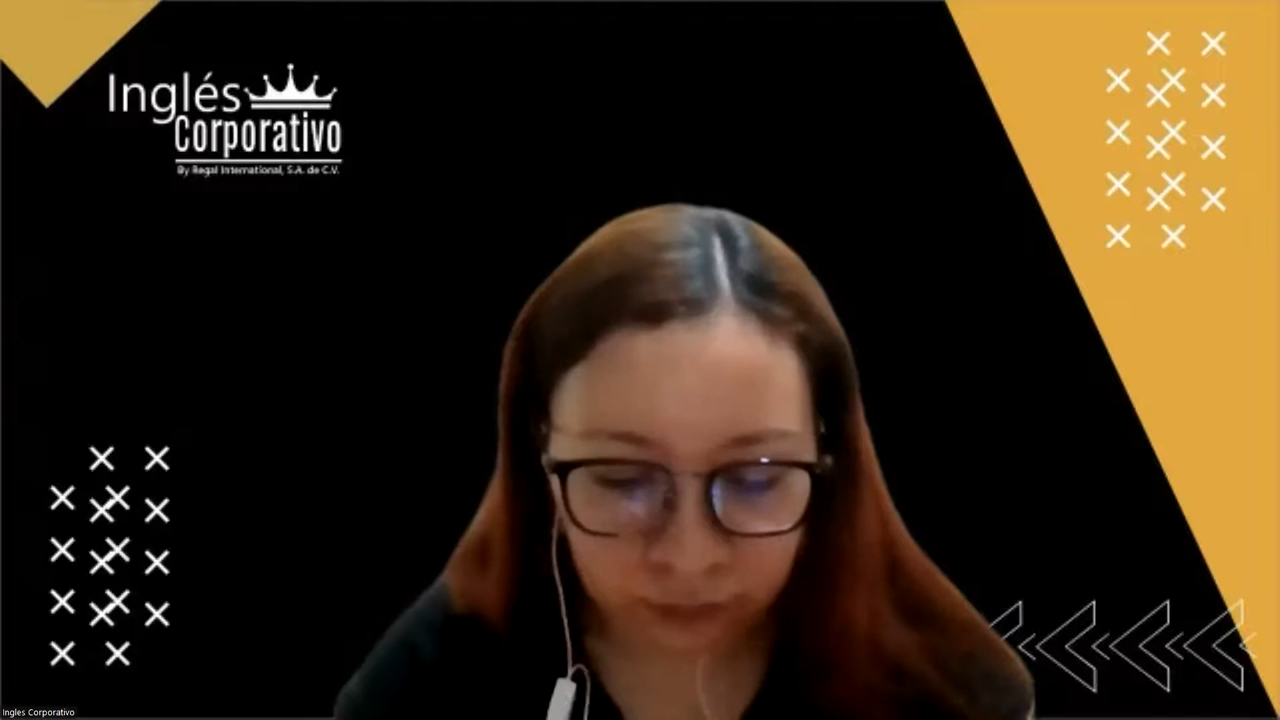 Inglés
Corporativo
By Regal International, S.A. de C.V.
Ingles Corporativo